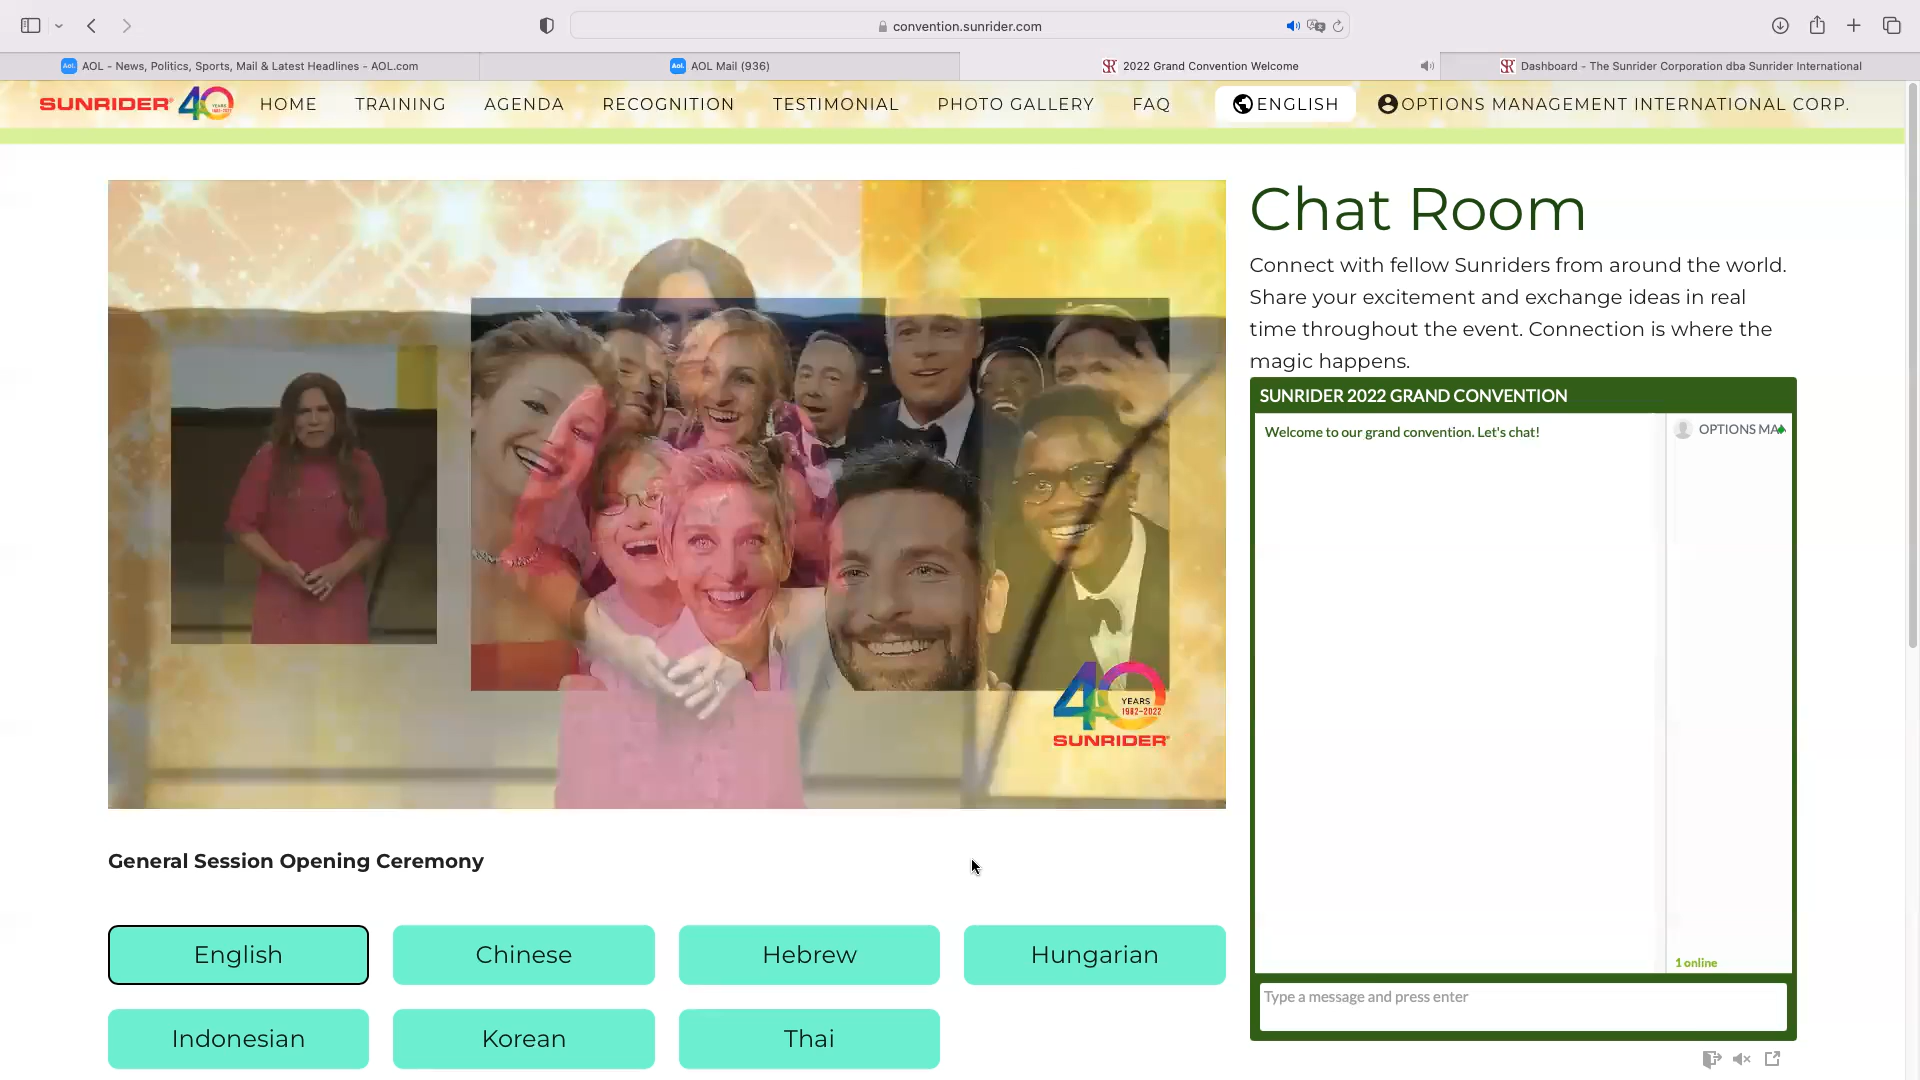 convention.sunrider.com
AOL - News, Politics, Sports, Mail & Latest Headlines - AOL.com
AOL Mail (936)
2022 Grand Convention Welcome
Dashboard - The Sunrider Corporation dba Sunrider International
SUNRIDER 40 YEARS 1982-2022
HOME
TRAINING
AGENDA
RECOGNITION
TESTIMONIAL
PHOTO GALLERY
FAQ
ENGLISH
OPTIONS MANAGEMENT INTERNATIONAL CORP.
Chat Room
Connect with fellow Sunriders from around the world.
Share your excitement and exchange ideas in real
time throughout the event. Connection is where the
magic happens.
SUNRIDER 2022 GRAND CONVENTION
Welcome to our grand convention. Let's chat!
OPTIONS MA
1 online
Type a message and press enter
40
YEARS
1982-2022
SUNRIDER
General Session Opening Ceremony
English
Chinese
Hebrew
Hungarian
Indonesian
Korean
Thai